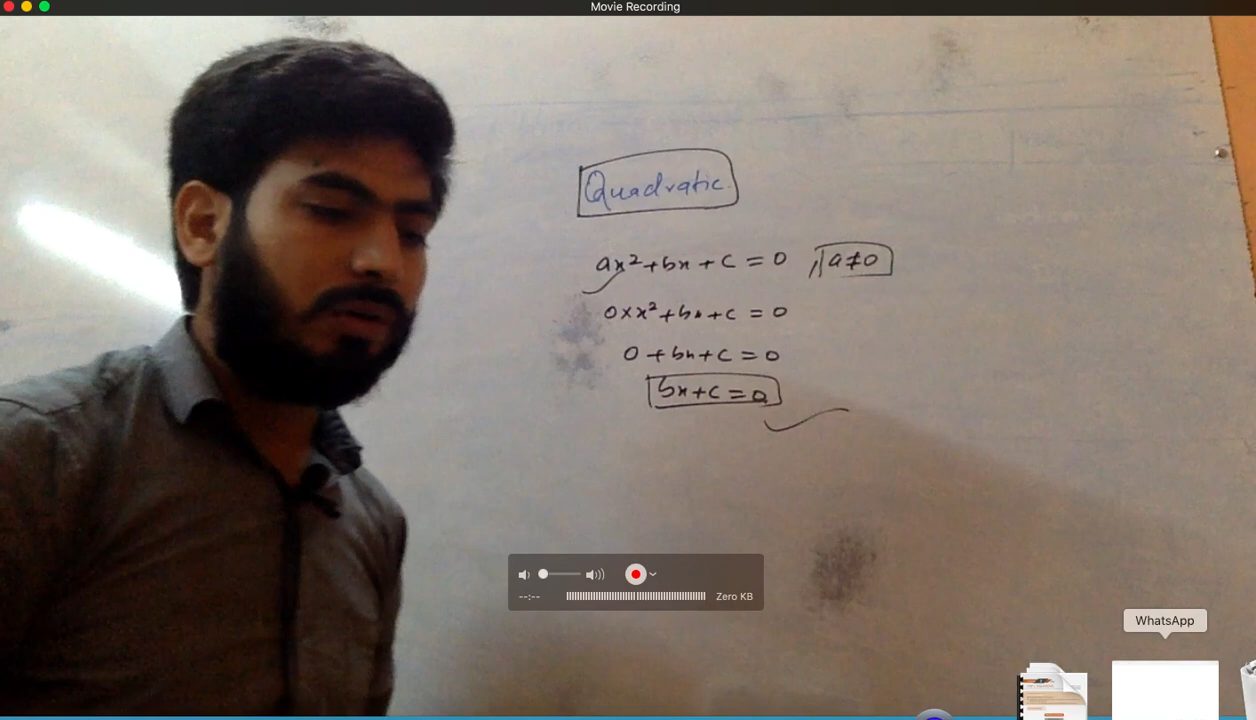 Movie Recording
Quadratic
ax²+bx+c=0, a≠0
0×x²+bx+c=0
0+bx+c=0
bx+c=0
--:-- Zero KB
WhatsApp